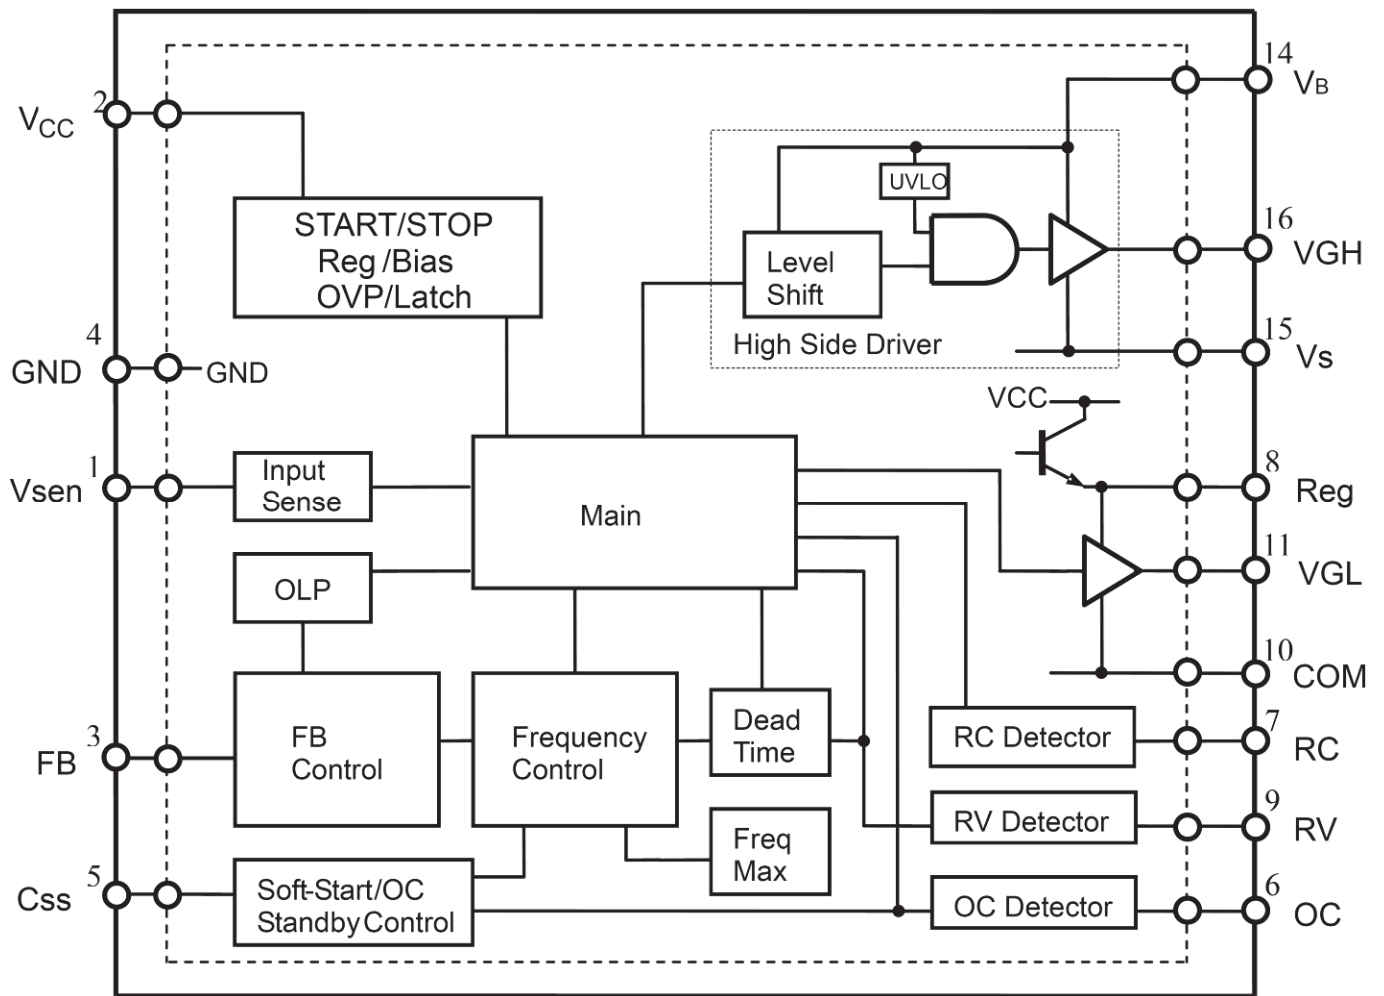 14
VB
2
VCC
UVLO
START/STOP
Reg/Bias
OVP/Latch
Level
Shift
16
VGH
High Side Driver
15
Vs
4
GND
GND
VCC
1
Vsen
Input
Sense
Main
8
Reg
11
VGL
OLP
10
COM
3
FB
FB
Control
Frequency
Control
Dead
Time
RC Detector
7
RC
Freq
Max
RV Detector
9
RV
5
Css
Soft-Start/OC
Standby Control
OC Detector
6
OC